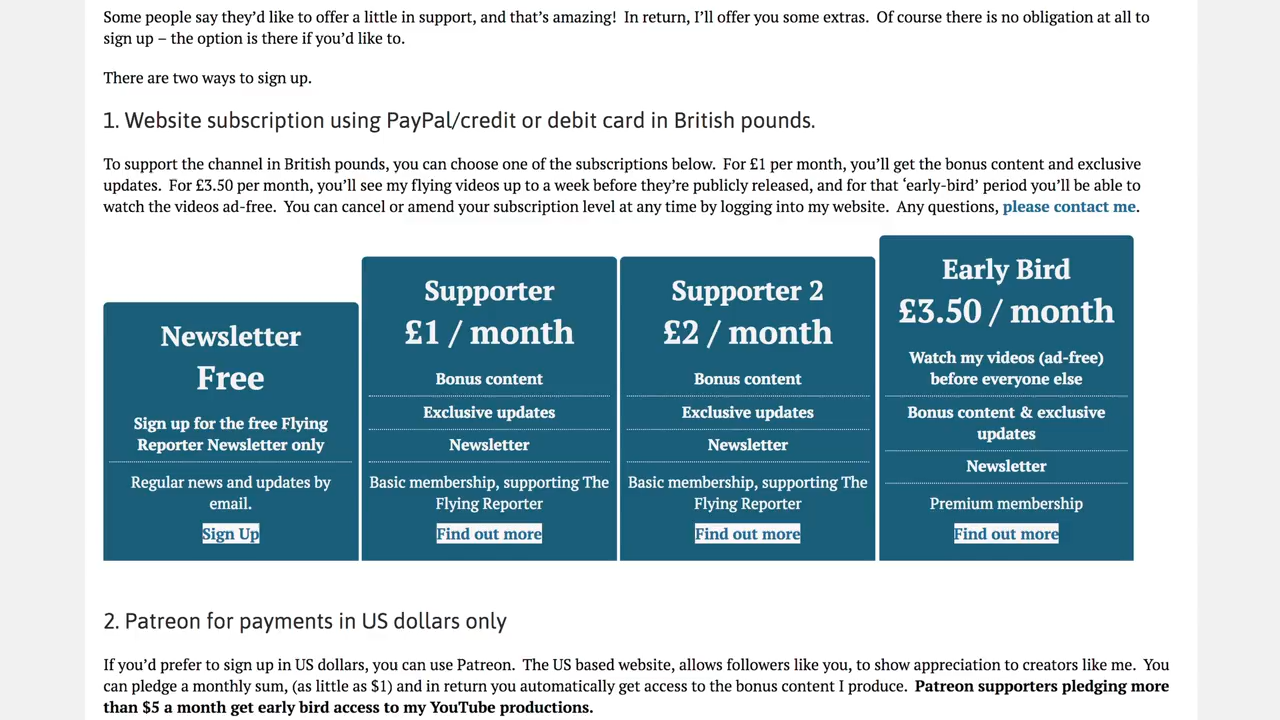 Some people say they’d like to offer a little in support, and that’s amazing!  In return, I’ll offer you some extras.  Of course there is no obligation at all to
sign up – the option is there if you’d like to.
There are two ways to sign up.
1. Website subscription using PayPal/credit or debit card in British pounds.
To support the channel in British pounds, you can choose one of the subscriptions below.  For £1 per month, you’ll get the bonus content and exclusive
updates.  For £3.50 per month, you’ll see my flying videos up to a week before they’re publicly released, and for that ‘early-bird’ period you’ll be able to
watch the videos ad-free.  You can cancel or amend your subscription level at any time by logging into my website.  Any questions, please contact me.
Newsletter
Free
Sign up for the free Flying
Reporter Newsletter only
Regular news and updates by
email.
Sign Up
Supporter
£1 / month
Bonus content
Exclusive updates
Newsletter
Basic membership, supporting The
Flying Reporter
Find out more
Supporter 2
£2 / month
Bonus content
Exclusive updates
Newsletter
Basic membership, supporting The
Flying Reporter
Find out more
Early Bird
£3.50 / month
Watch my videos (ad-free)
before everyone else
Bonus content & exclusive
updates
Newsletter
Premium membership
Find out more
2. Patreon for payments in US dollars only
If you’d prefer to sign up in US dollars, you can use Patreon.  The US based website, allows followers like you, to show appreciation to creators like me.  You
can pledge a monthly sum, (as little as $1) and in return you automatically get access to the bonus content I produce.  Patreon supporters pledging more
than $5 a month get early bird access to my YouTube productions.